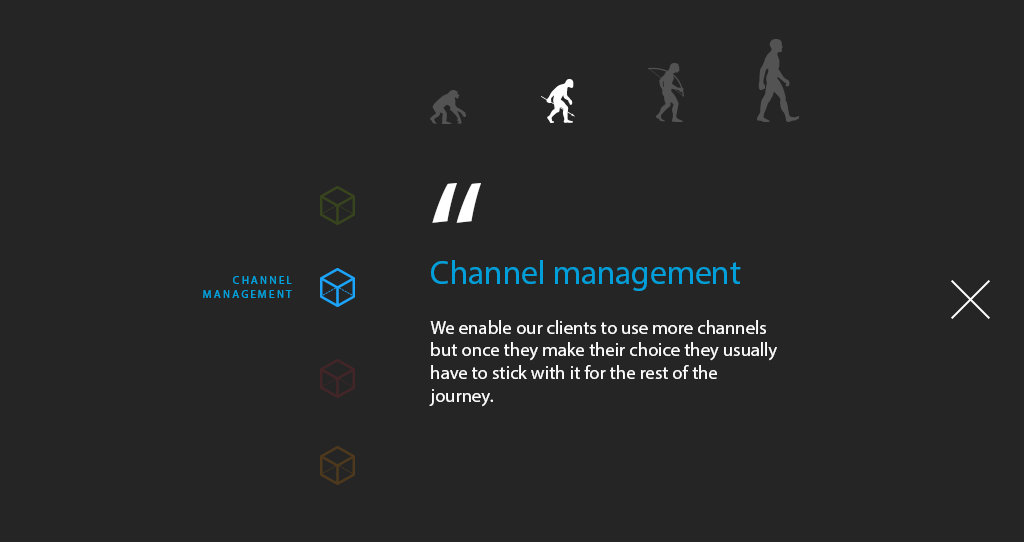 CHANNEL
MANAGEMENT
“
Channel management
We enable our clients to use more channels
but once they make their choice they usually
have to stick with it for the rest of the
journey.